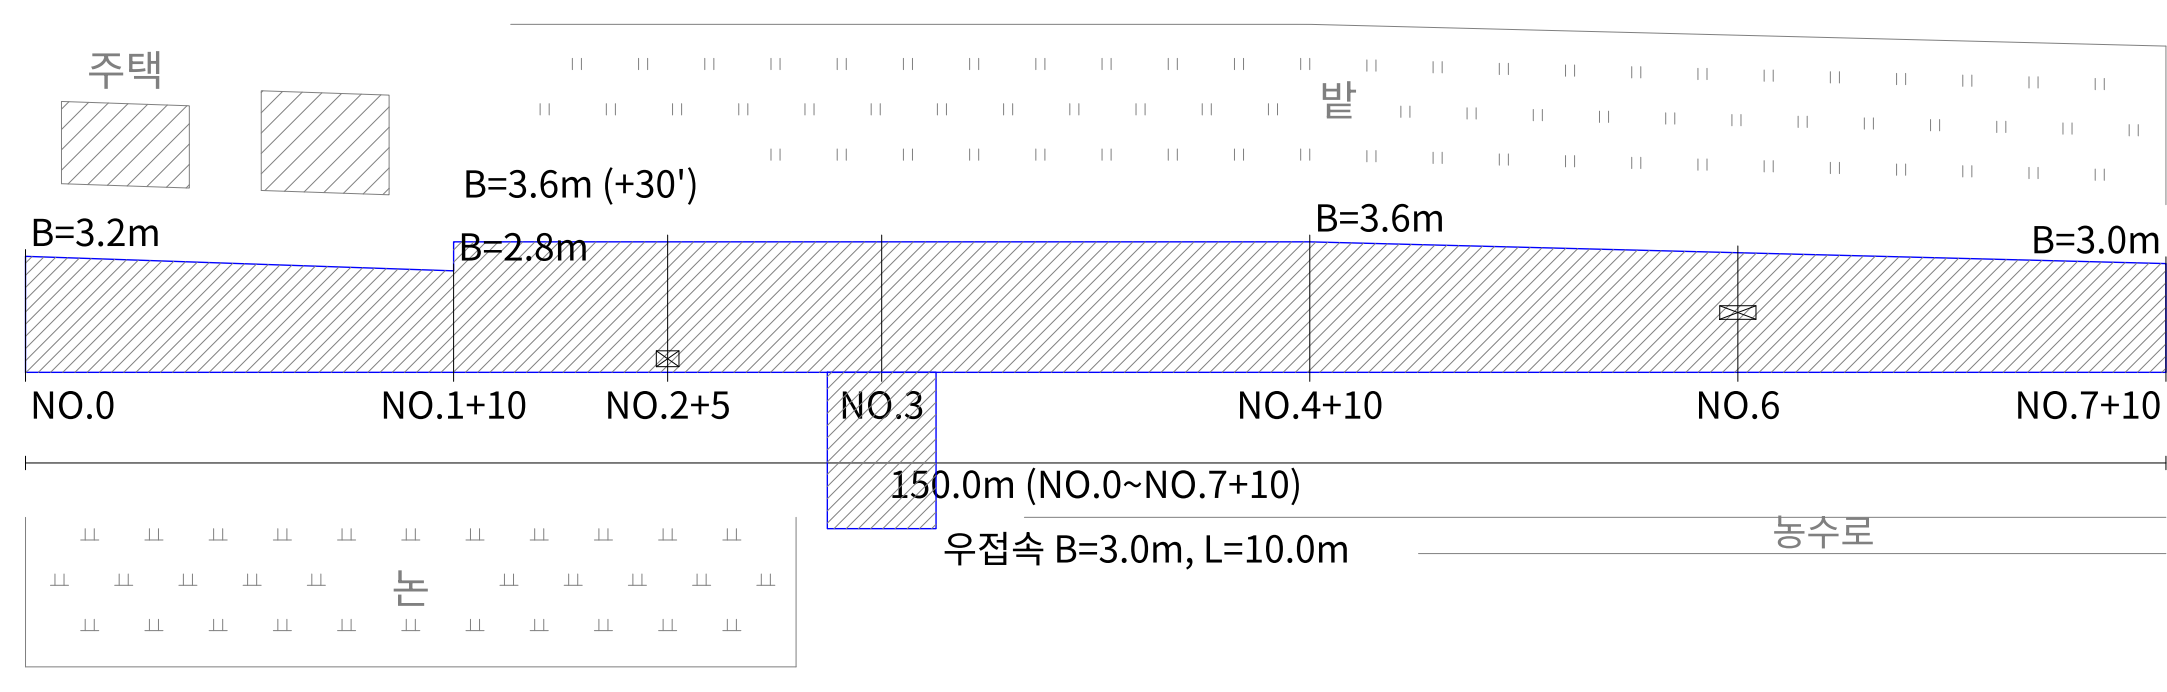 주택
밭
B=3.6m (+30')
B=3.2m
B=2.8m
B=3.6m
B=3.0m
NO.0
NO.1+10
NO.2+5
NO.3
NO.4+10
NO.6
NO.7+10
150.0m (NO.0~NO.7+10)
농수로
우접속 B=3.0m, L=10.0m
논